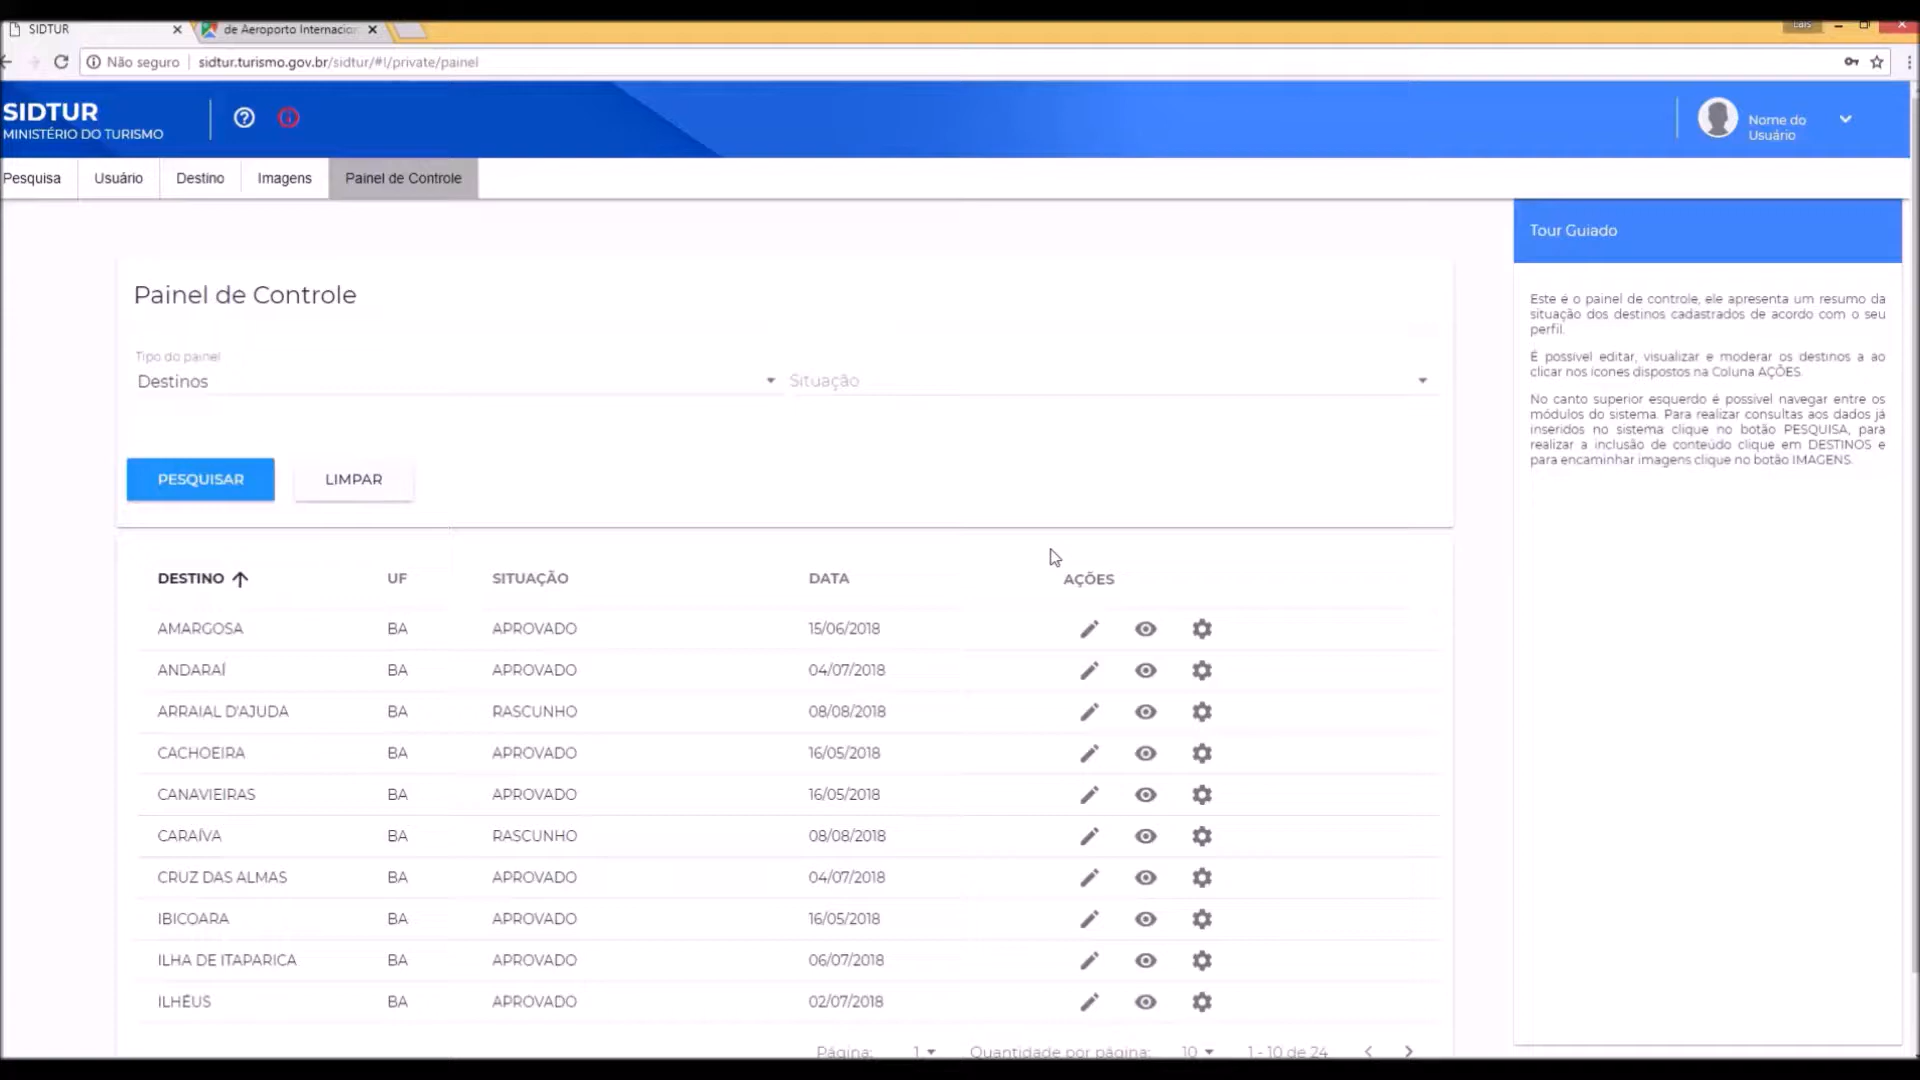 SIDTUR
de Aeroporto Internacion
Lais
Não seguro
sidtur.turismo.gov.br/sidtur/#!/private/painel
SIDTUR
MINISTÉRIO DO TURISMO
Nome do
Usuário
Pesquisa
Usuário
Destino
Imagens
Painel de Controle
Painel de Controle
Tipo do painel
Destinos
Situação
PESQUISAR
LIMPAR
DESTINO UF SITUAÇÃO DATA AÇÕES
AMARGOSA BA APROVADO 15/06/2018
ANDARAÍ BA APROVADO 04/07/2018
ARRAIAL D'AJUDA BA RASCUNHO 08/08/2018
CACHOEIRA BA APROVADO 16/05/2018
CANAVIEIRAS BA APROVADO 16/05/2018
CARAÍVA BA RASCUNHO 08/08/2018
CRUZ DAS ALMAS BA APROVADO 04/07/2018
IBICOARA BA APROVADO 16/05/2018
ILHA DE ITAPARICA BA APROVADO 06/07/2018
ILHÉUS BA APROVADO 02/07/2018
Página: 1 Quantidade por página: 10 1 - 10 de 24
Tour Guiado
Este é o painel de controle, ele apresenta um resumo da
situação dos destinos cadastrados de acordo com o seu
perfil.
É possível editar, visualizar e moderar os destinos a ao
clicar nos ícones dispostos na Coluna AÇÕES.
No canto superior esquerdo é possível navegar entre os
módulos do sistema. Para realizar consultas aos dados já
inseridos no sistema clique no botão PESQUISA, para
realizar a inclusão de conteúdo clique em DESTINOS e
para encaminhar imagens clique no botão IMAGENS.